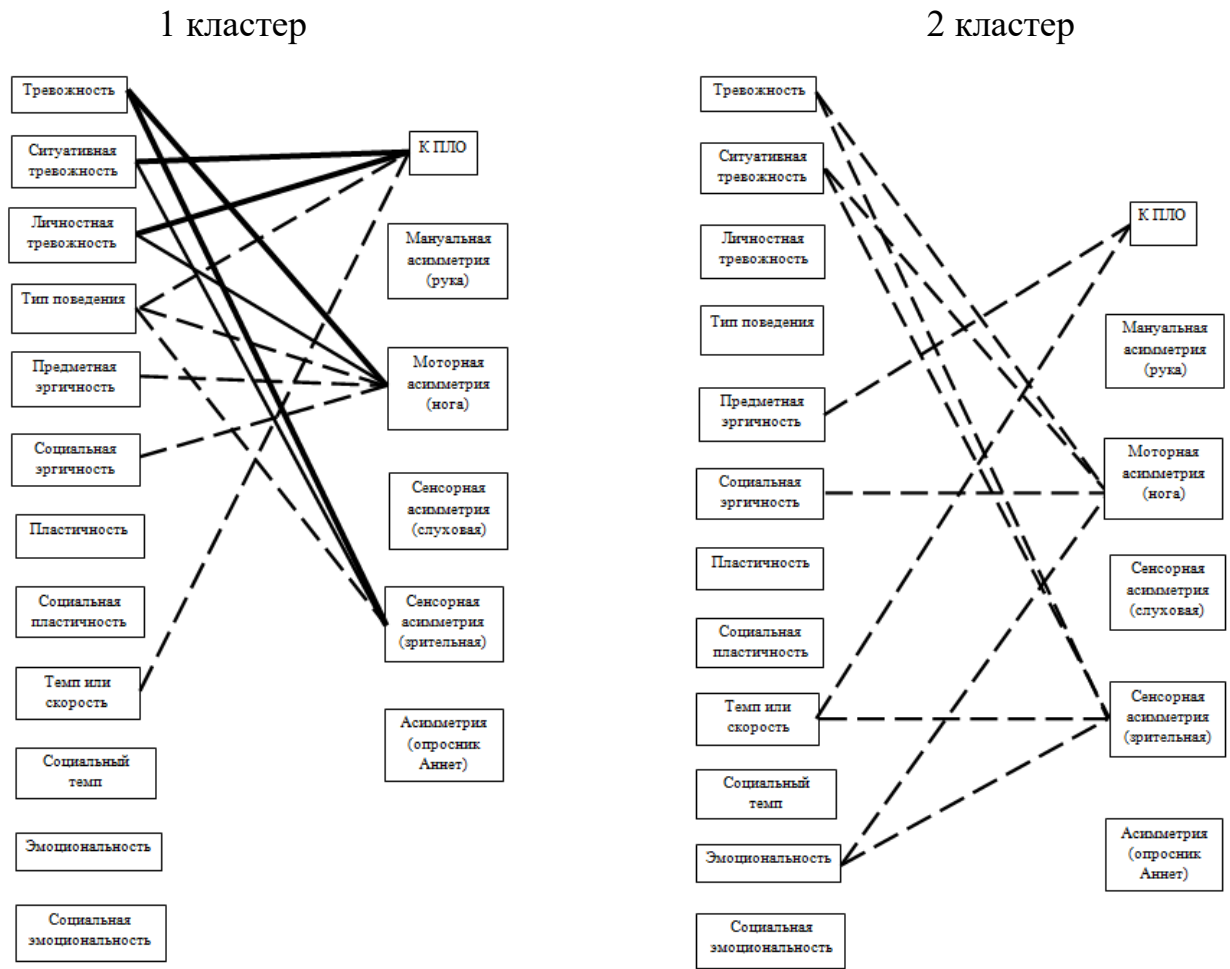 1 кластер
Тревожность
Ситуативная
тревожность
Личностная
тревожность
Тип поведения
Предметная
эргичность
Социальная
эргичность
Пластичность
Социальная
пластичность
Темп или
скорость
Социальный
темп
Эмоциональность
Социальная
эмоциональность
К ПЛО
Мануальная
асимметрия
(рука)
Моторная
асимметрия
(нога)
Сенсорная
асимметрия
(слуховая)
Сенсорная
асимметрия
(зрительная)
Асимметрия
(опросник
Аннет)
2 кластер
Тревожность
Ситуативная
тревожность
Личностная
тревожность
Тип поведения
Предметная
эргичность
Социальная
эргичность
Пластичность
Социальная
пластичность
Темп или
скорость
Социальный
темп
Эмоциональность
Социальная
эмоциональность
К ПЛО
Мануальная
асимметрия
(рука)
Моторная
асимметрия
(нога)
Сенсорная
асимметрия
(слуховая)
Сенсорная
асимметрия
(зрительная)
Асимметрия
(опросник
Аннет)